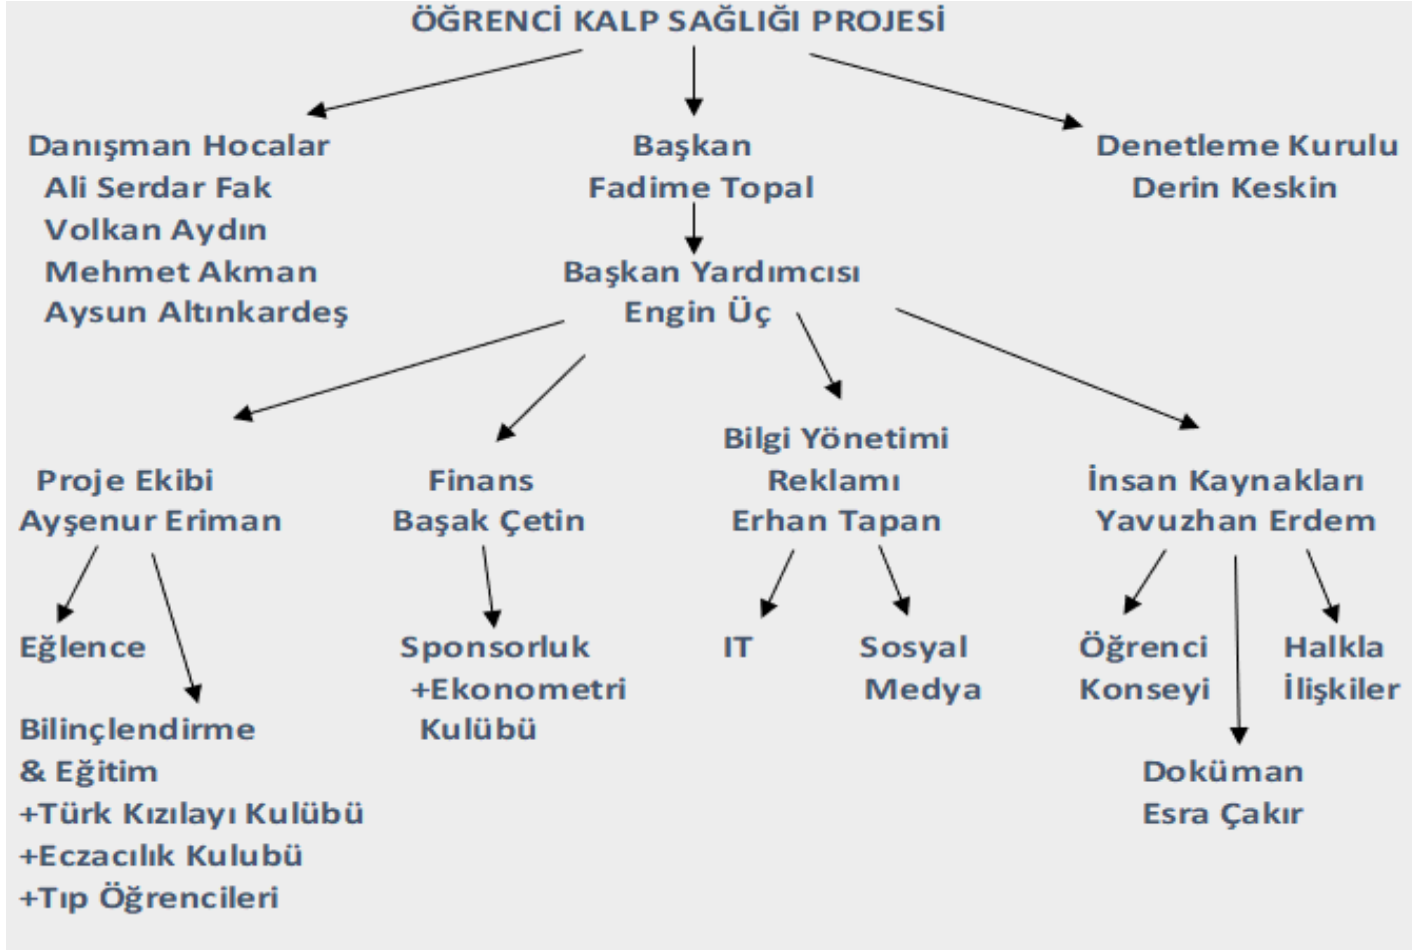 ÖĞRENCİ KALP SAĞLIĞI PROJESİ
Danışman Hocalar
Ali Serdar Fak
Volkan Aydın
Mehmet Akman
Aysun Altınkardeş
Başkan
Fadime Topal
Denetleme Kurulu
Derin Keskin
Başkan Yardımcısı
Engin Üç
Proje Ekibi
Ayşenur Eriman
Finans
Başak Çetin
Bilgi Yönetimi
Reklamı
Erhan Tapan
İnsan Kaynakları
Yavuzhan Erdem
Eğlence
Bilinçlendirme
& Eğitim
+Türk Kızılayı Kulübü
+Eczacılık Kulubü
+Tıp Öğrencileri
Sponsorluk
+Ekonometri
Kulübü
IT
Sosyal
Medya
Öğrenci
Konseyi
Halkla
İlişkiler
Doküman
Esra Çakır